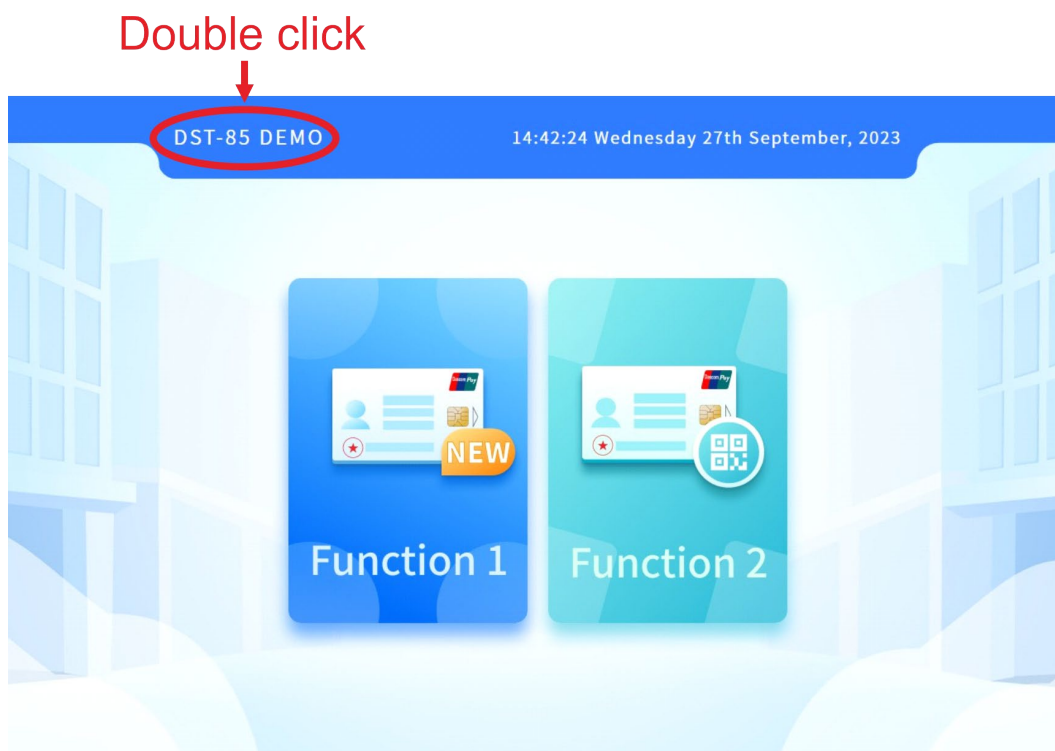 Double click
DST-85 DEMO
14:42:24 Wednesday 27th September, 2023
NEW
Function 1
Function 2